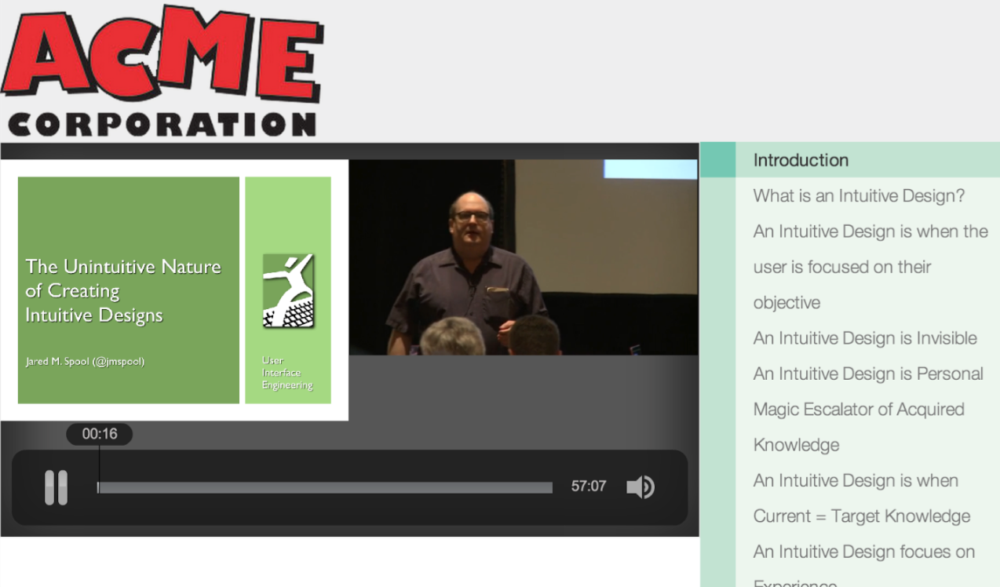 ACME
CORPORATION
The Unintuitive Nature
of Creating
Intuitive Designs
Jared M. Spool (@jmspool)
User
Interface
Engineering
00:16
57:07
Introduction
What is an Intuitive Design?
An Intuitive Design is when the
user is focused on their
objective
An Intuitive Design is Invisible
An Intuitive Design is Personal
Magic Escalator of Acquired
Knowledge
An Intuitive Design is when
Current = Target Knowledge
An Intuitive Design focues on
Experience